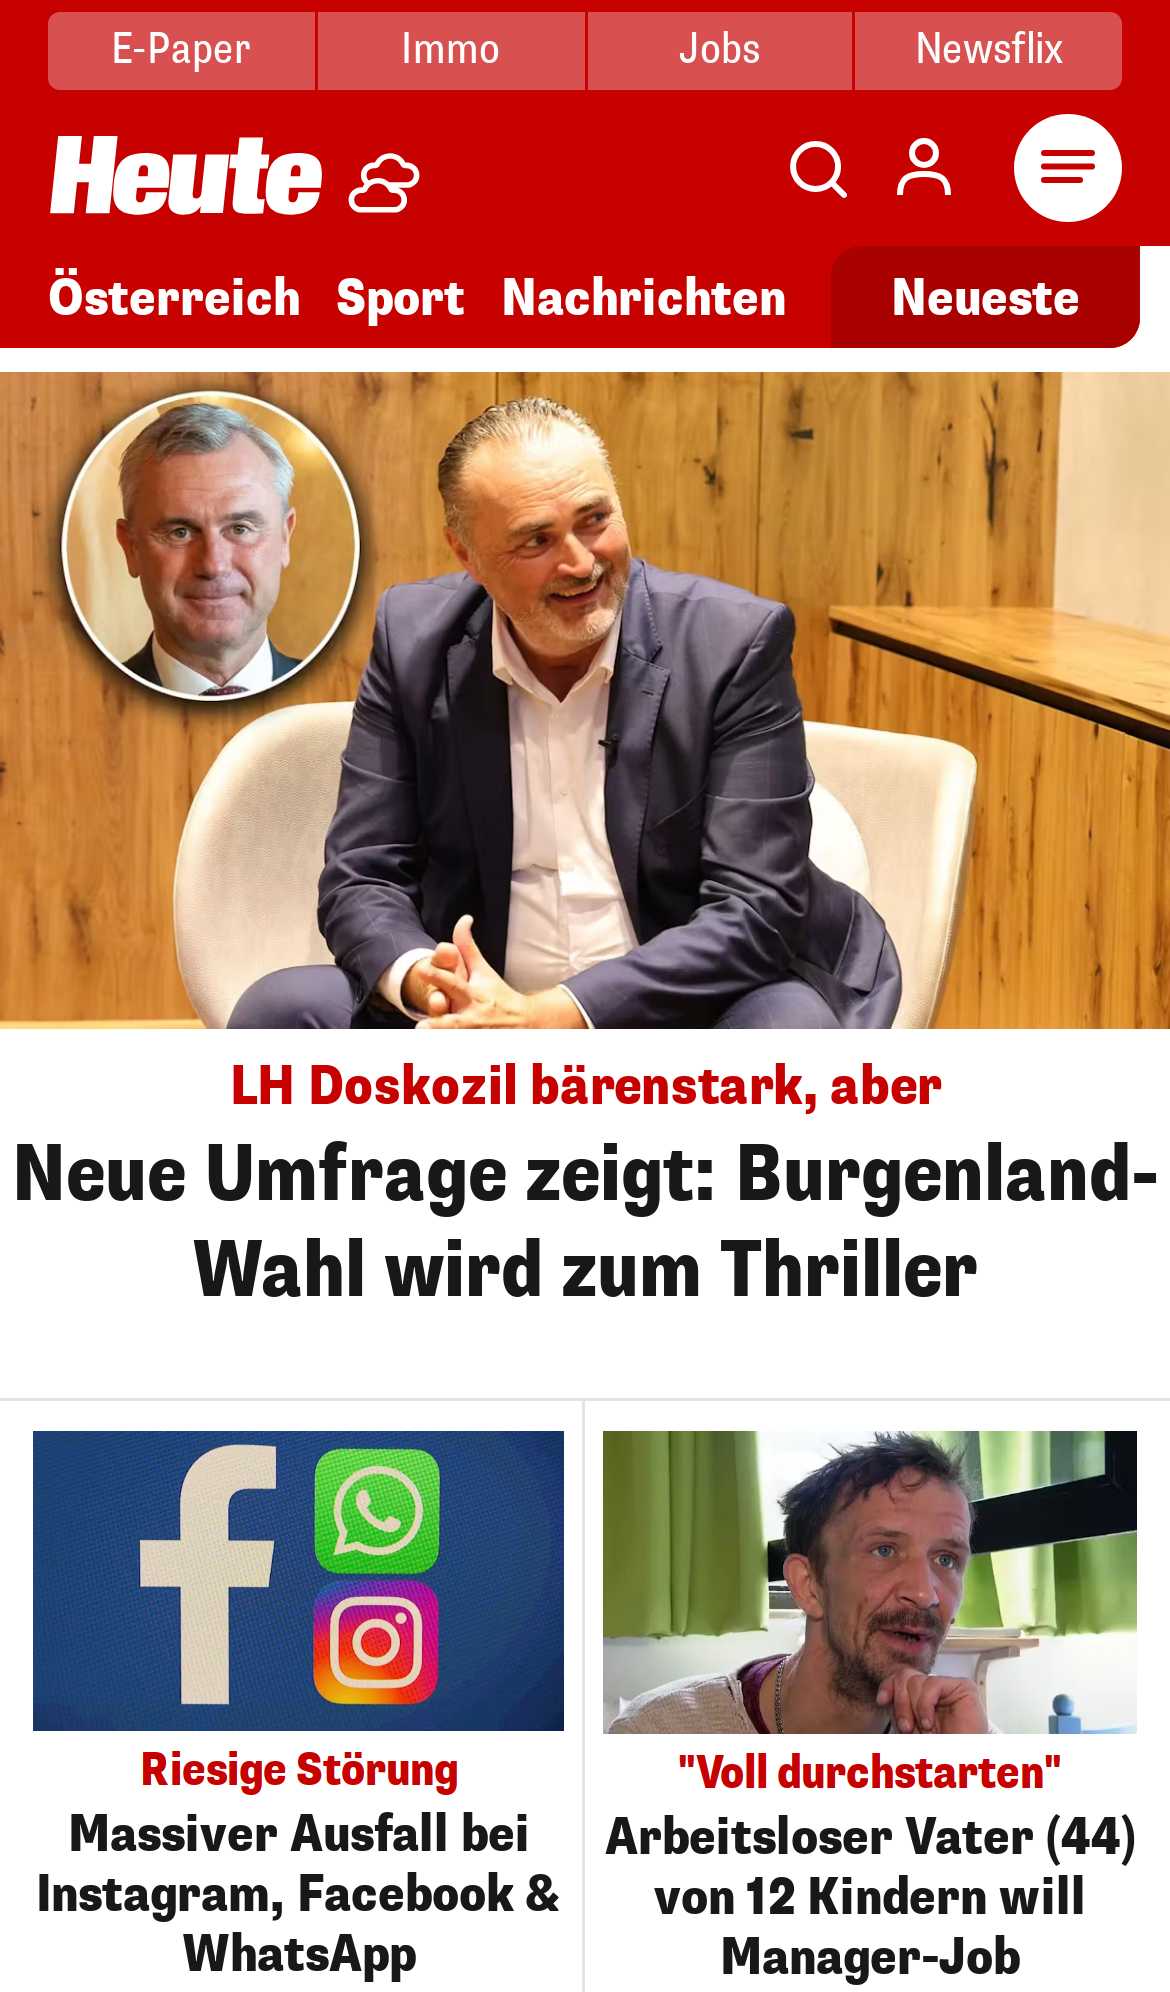 E-Paper Immo Jobs Newsflix
Heute
Österreich Sport Nachrichten Neueste
LH Doskozil bärenstark, aber
Neue Umfrage zeigt: Burgenland-
Wahl wird zum Thriller
Riesige Störung
Massiver Ausfall bei
Instagram, Facebook &
WhatsApp
"Voll durchstarten"
Arbeitsloser Vater (44)
von 12 Kindern will
Manager-Job